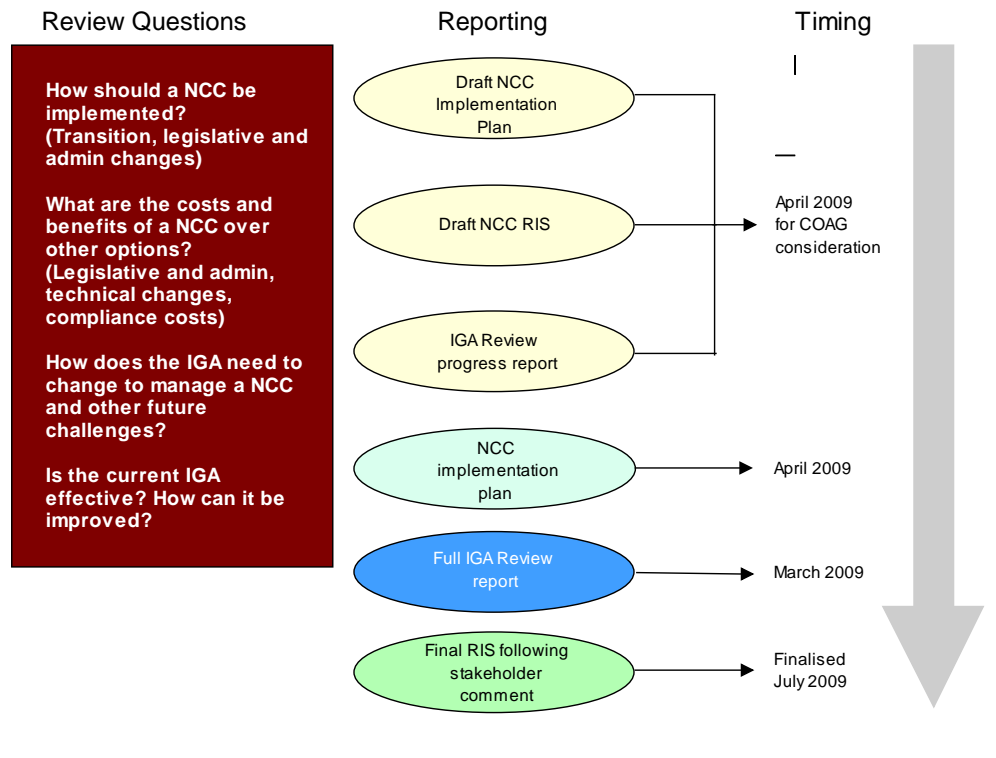 Review Questions
Reporting
Timing
How should a NCC be
implemented?
(Transition, legislative and
admin changes)
What are the costs and
benefits of a NCC over
other options?
(Legislative and admin,
technical changes,
compliance costs)
How does the IGA need to
change to manage a NCC
and other future
challenges?
Is the current IGA
effective? How can it be
improved?
Draft NCC
Implementation
Plan
Draft NCC RIS
IGA Review
progress report
April 2009
for COAG
consideration
NCC
implementation
plan
April 2009
Full IGA Review
report
March 2009
Final RIS following
stakeholder
comment
Finalised
July 2009